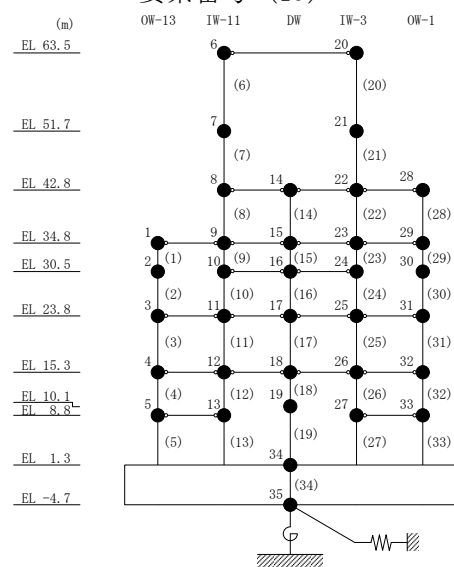 (m) OW-13 IW-11 DW IW-3 OW-1
EL 63.5 6 20
(6) (20)
EL 51.7 7 21
(7) (21)
EL 42.8 8 14 22 28
(8) (14) (22) (28)
EL 34.8 1 9 15 23 29
(1) (9) (15) (23) (29)
EL 30.5 2 10 16 24 30
(2) (10) (16) (24) (30)
EL 23.8 3 11 17 25 31
(3) (11) (17) (25) (31)
EL 15.3 4 12 18 26 32
(4) (12) (18) (26) (32)
EL 10.1 19
EL 8.8 5 13 27 33
(5) (13) (19) (27) (33)
EL 1.3 34
(34)
EL -4.7 35